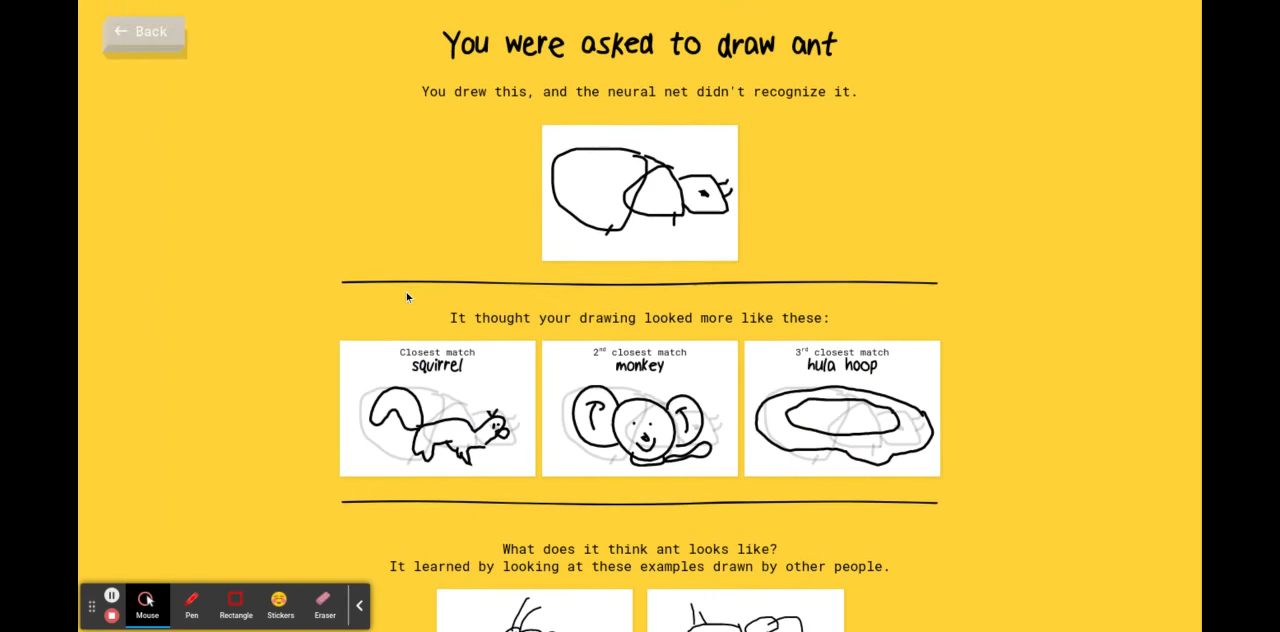 ← Back
You were asked to draw ant
You drew this, and the neural net didn't recognize it.
It thought your drawing looked more like these:
Closest match
squirrel
2nd closest match
monkey
3rd closest match
hula hoop
What does it think ant looks like?
It learned by looking at these examples drawn by other people.
Mouse
Pen
Rectangle
Stickers
Eraser